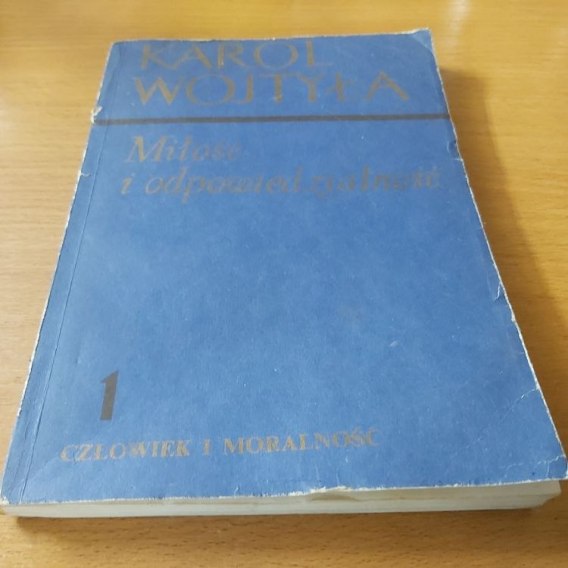 KAROL
WOJTYŁA
Miłość
i odpowiedzialność
1
CZŁOWIEK I MORALNOŚĆ